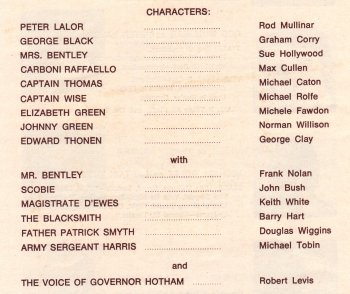 CHARACTERS:
PETER LALOR ........................ Rod Mullinar
GEORGE BLACK ........................ Graham Corry
MRS. BENTLEY ........................ Sue Hollywood
CARBONI RAFFAELLO ........................ Max Cullen
CAPTAIN THOMAS ........................ Michael Caton
CAPTAIN WISE ........................ Michael Rolfe
ELIZABETH GREEN ........................ Michele Fawdon
JOHNNY GREEN ........................ Norman Willison
EDWARD THONEN ........................ George Clay
with
MR. BENTLEY ........................ Frank Nolan
SCOBIE ........................ John Bush
MAGISTRATE D'EWES ........................ Keith White
THE BLACKSMITH ........................ Barry Hart
FATHER PATRICK SMYTH ........................ Douglas Wiggins
ARMY SERGEANT HARRIS ........................ Michael Tobin
and
THE VOICE OF GOVERNOR HOTHAM ........................ Robert Levis